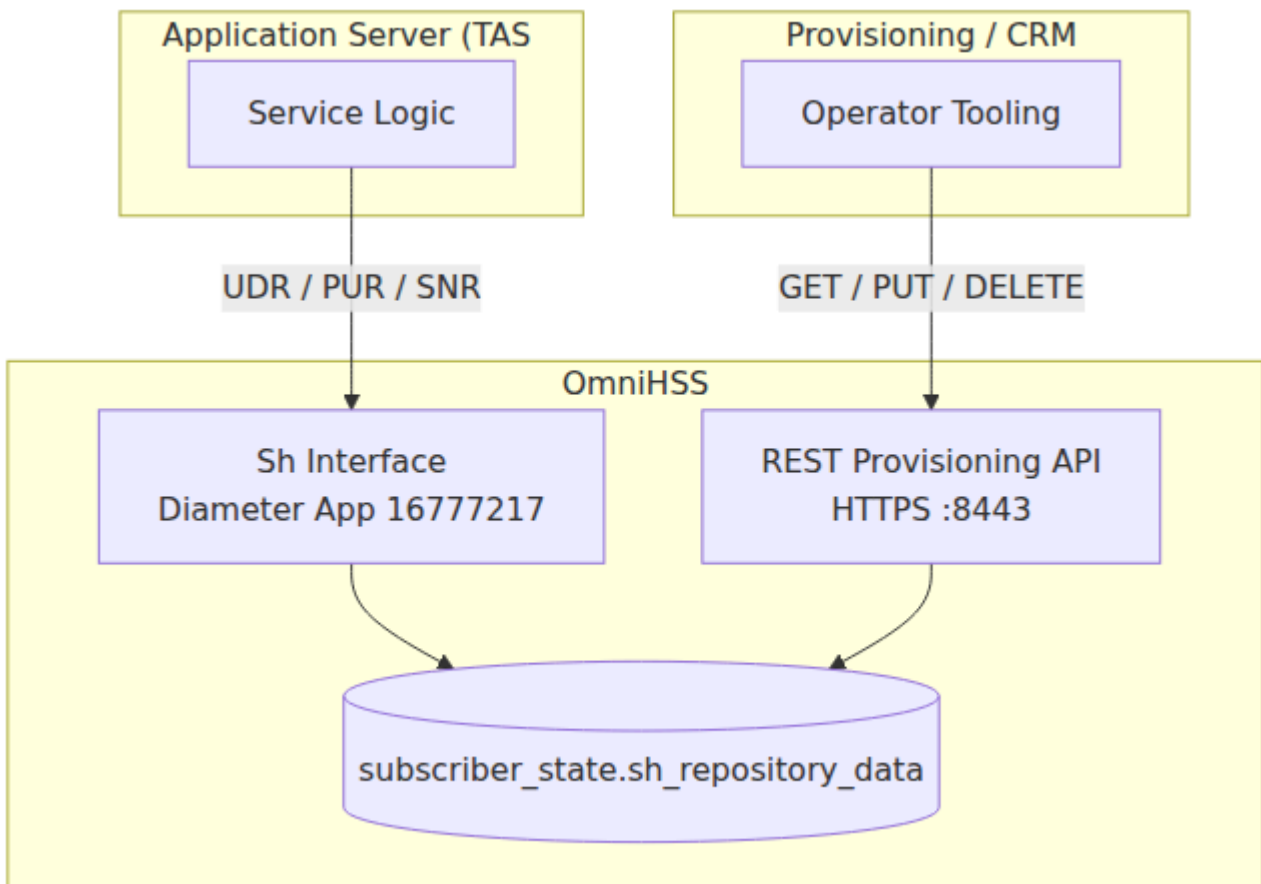 Application Server (TAS
Provisioning / CRM
Service Logic
Operator Tooling
UDR / PUR / SNR
GET / PUT / DELETE
OmniHSS
Sh Interface
Diameter App 16777217
REST Provisioning API
HTTPS :8443
subscriber_state.sh_repository_data